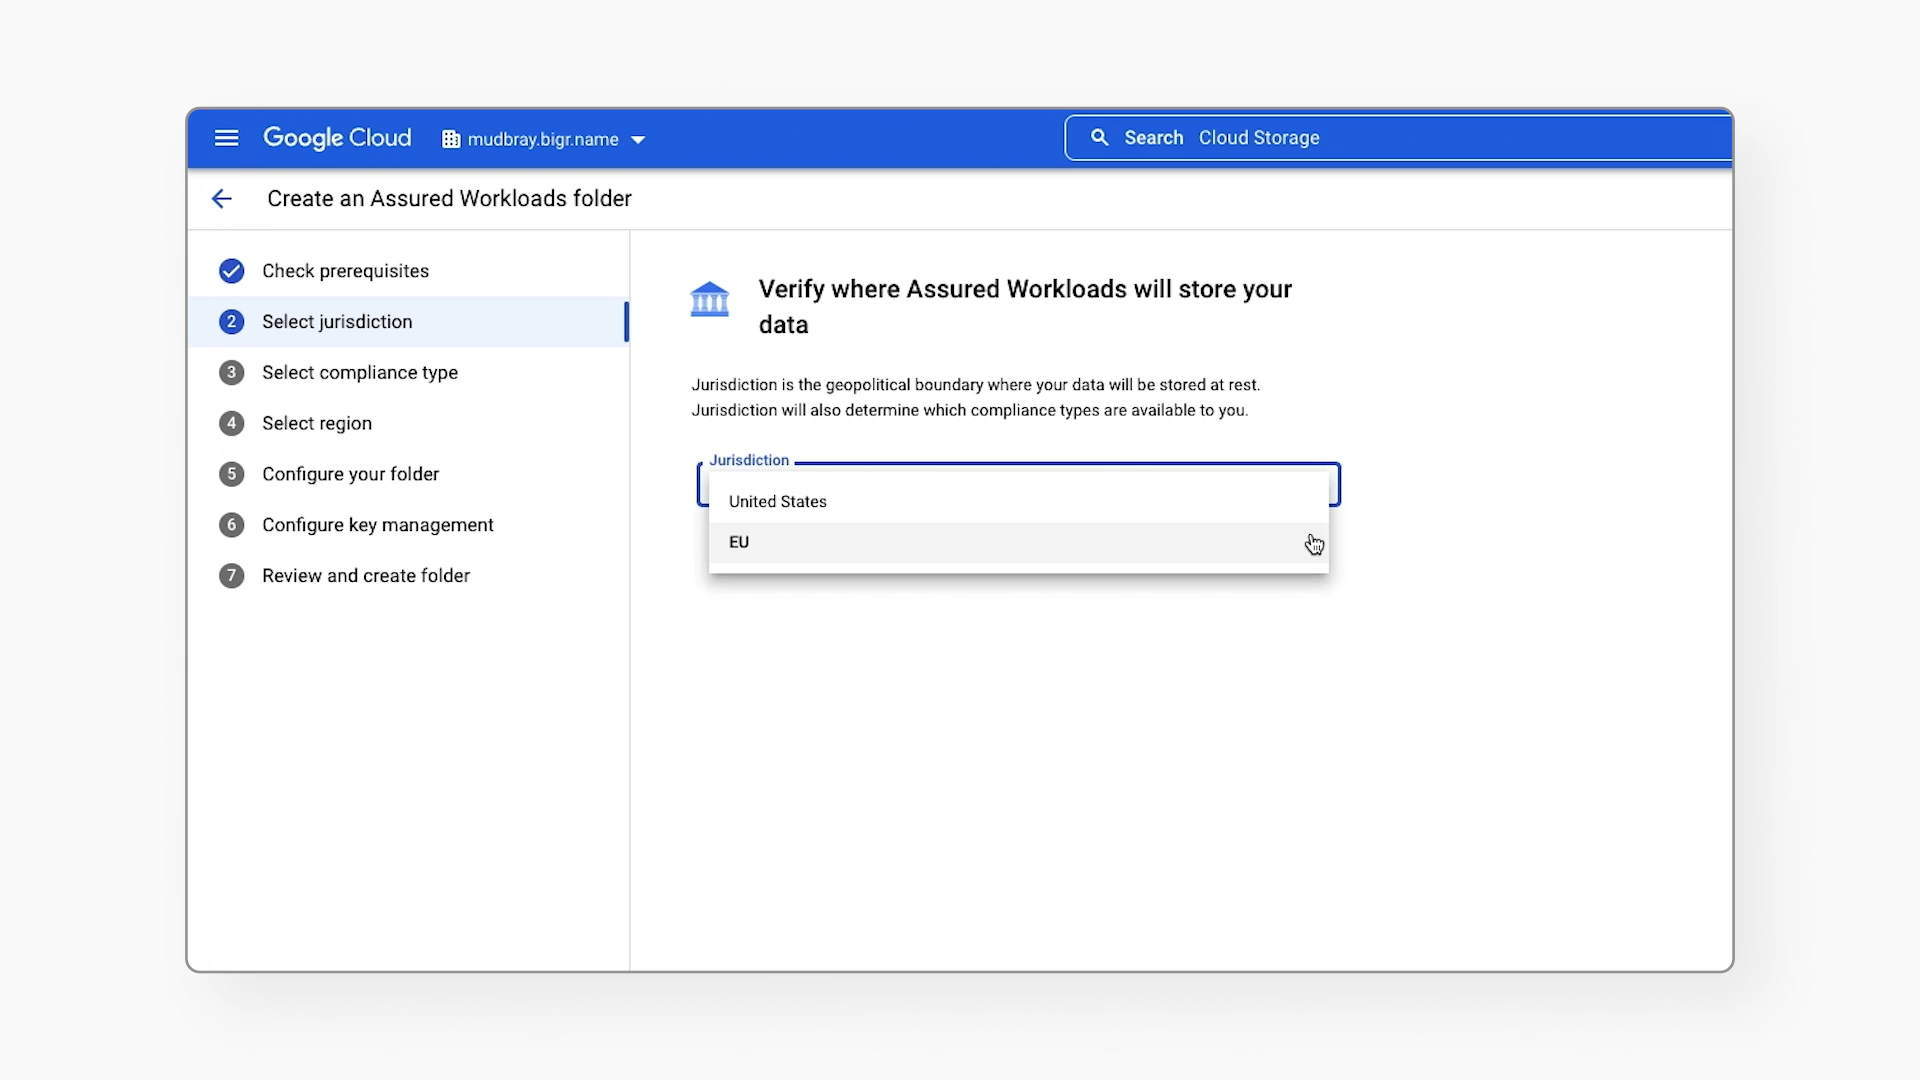 Google Cloud
mudbray.bigr.name
Search Cloud Storage
Create an Assured Workloads folder
Check prerequisites
2 Select jurisdiction
3 Select compliance type
4 Select region
5 Configure your folder
6 Configure key management
7 Review and create folder
Verify where Assured Workloads will store your
data
Jurisdiction is the geopolitical boundary where your data will be stored at rest.
Jurisdiction will also determine which compliance types are available to you.
Jurisdiction
United States
EU